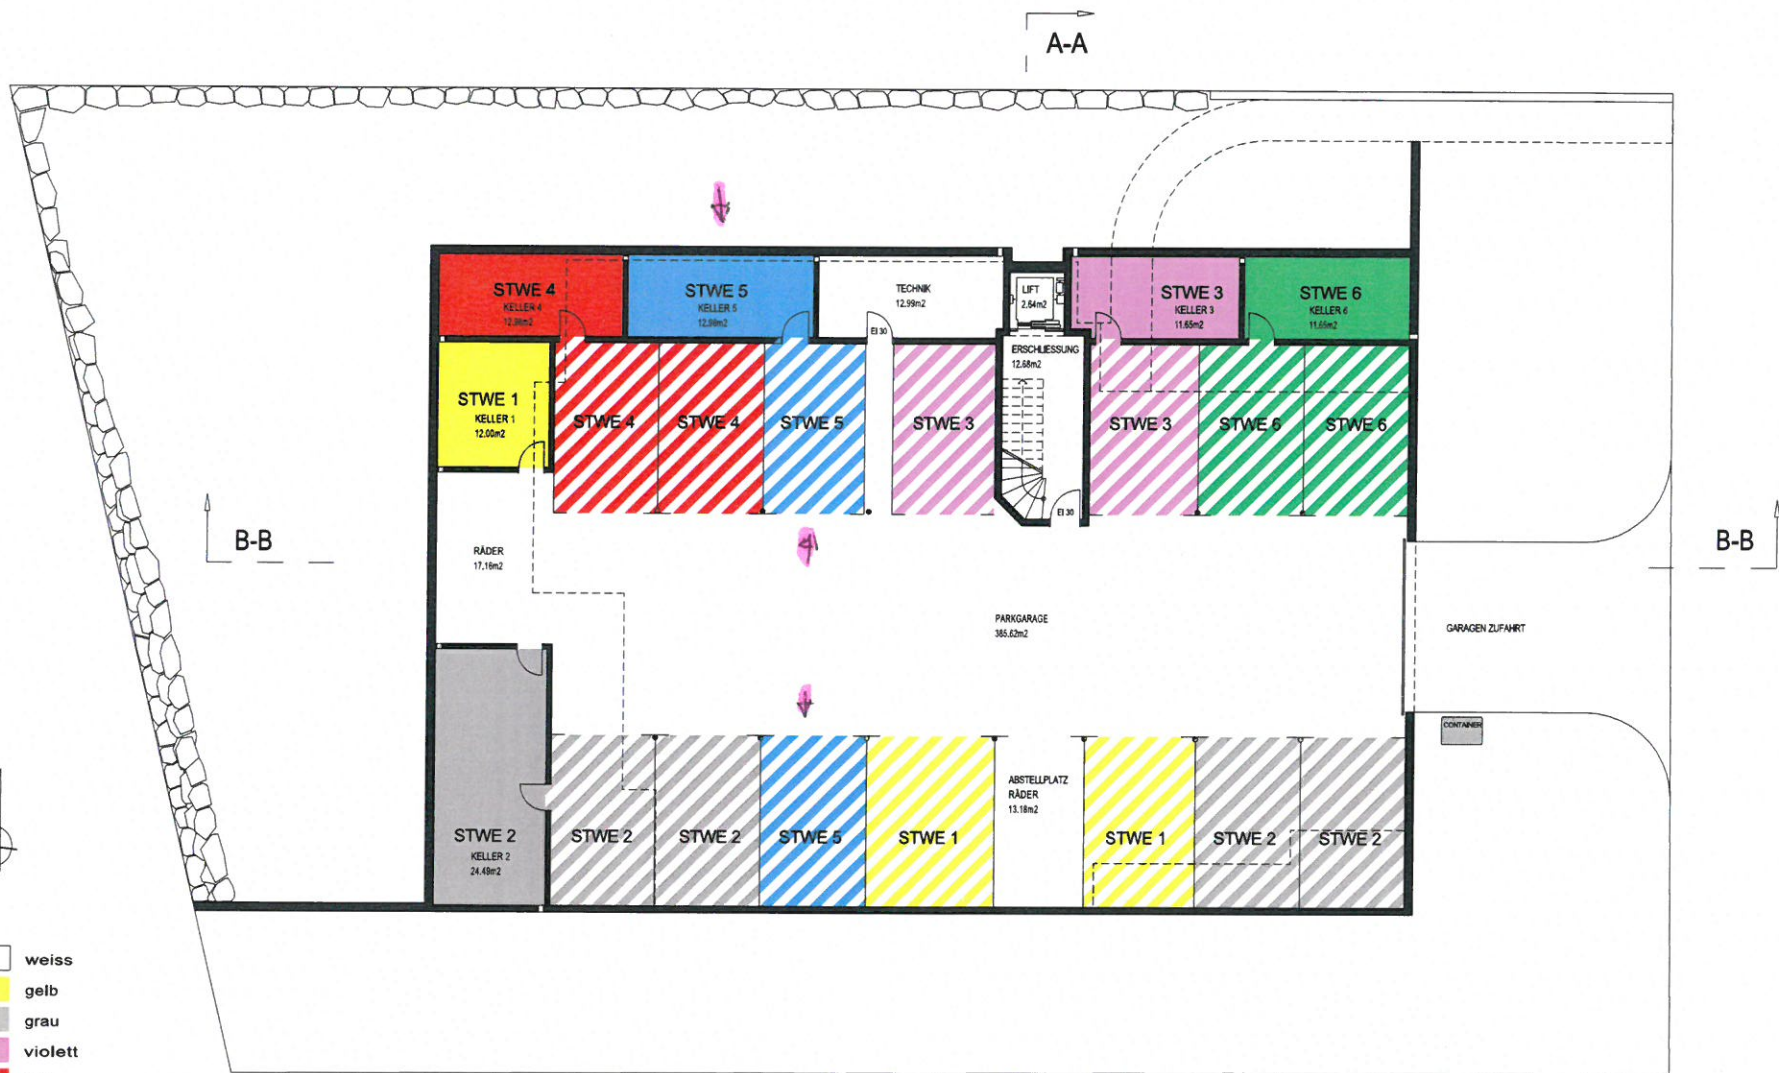 A-A
STWE 4
KELLER 4
12.98m2
STWE 5
KELLER 5
12.98m2
TECHNIK
12.99m2
LIFT
2.64m2
STWE 3
KELLER 3
11.65m2
STWE 6
KELLER 6
11.65m2
EI 30
ERSCHLIESSUNG
12.68m2
STWE 1
KELLER 1
12.00m2
STWE 4
STWE 4
STWE 5
STWE 3
STWE 3
STWE 6
STWE 6
EI 30
B-B
B-B
RÄDER
17.16m2
PARKGARAGE
385.62m2
GARAGEN ZUFAHRT
CONTAINER
ABSTELLPLATZ
RÄDER
13.18m2
STWE 2
KELLER 2
24.49m2
STWE 2
STWE 2
STWE 5
STWE 1
STWE 1
STWE 2
STWE 2
weiss
gelb
grau
violett